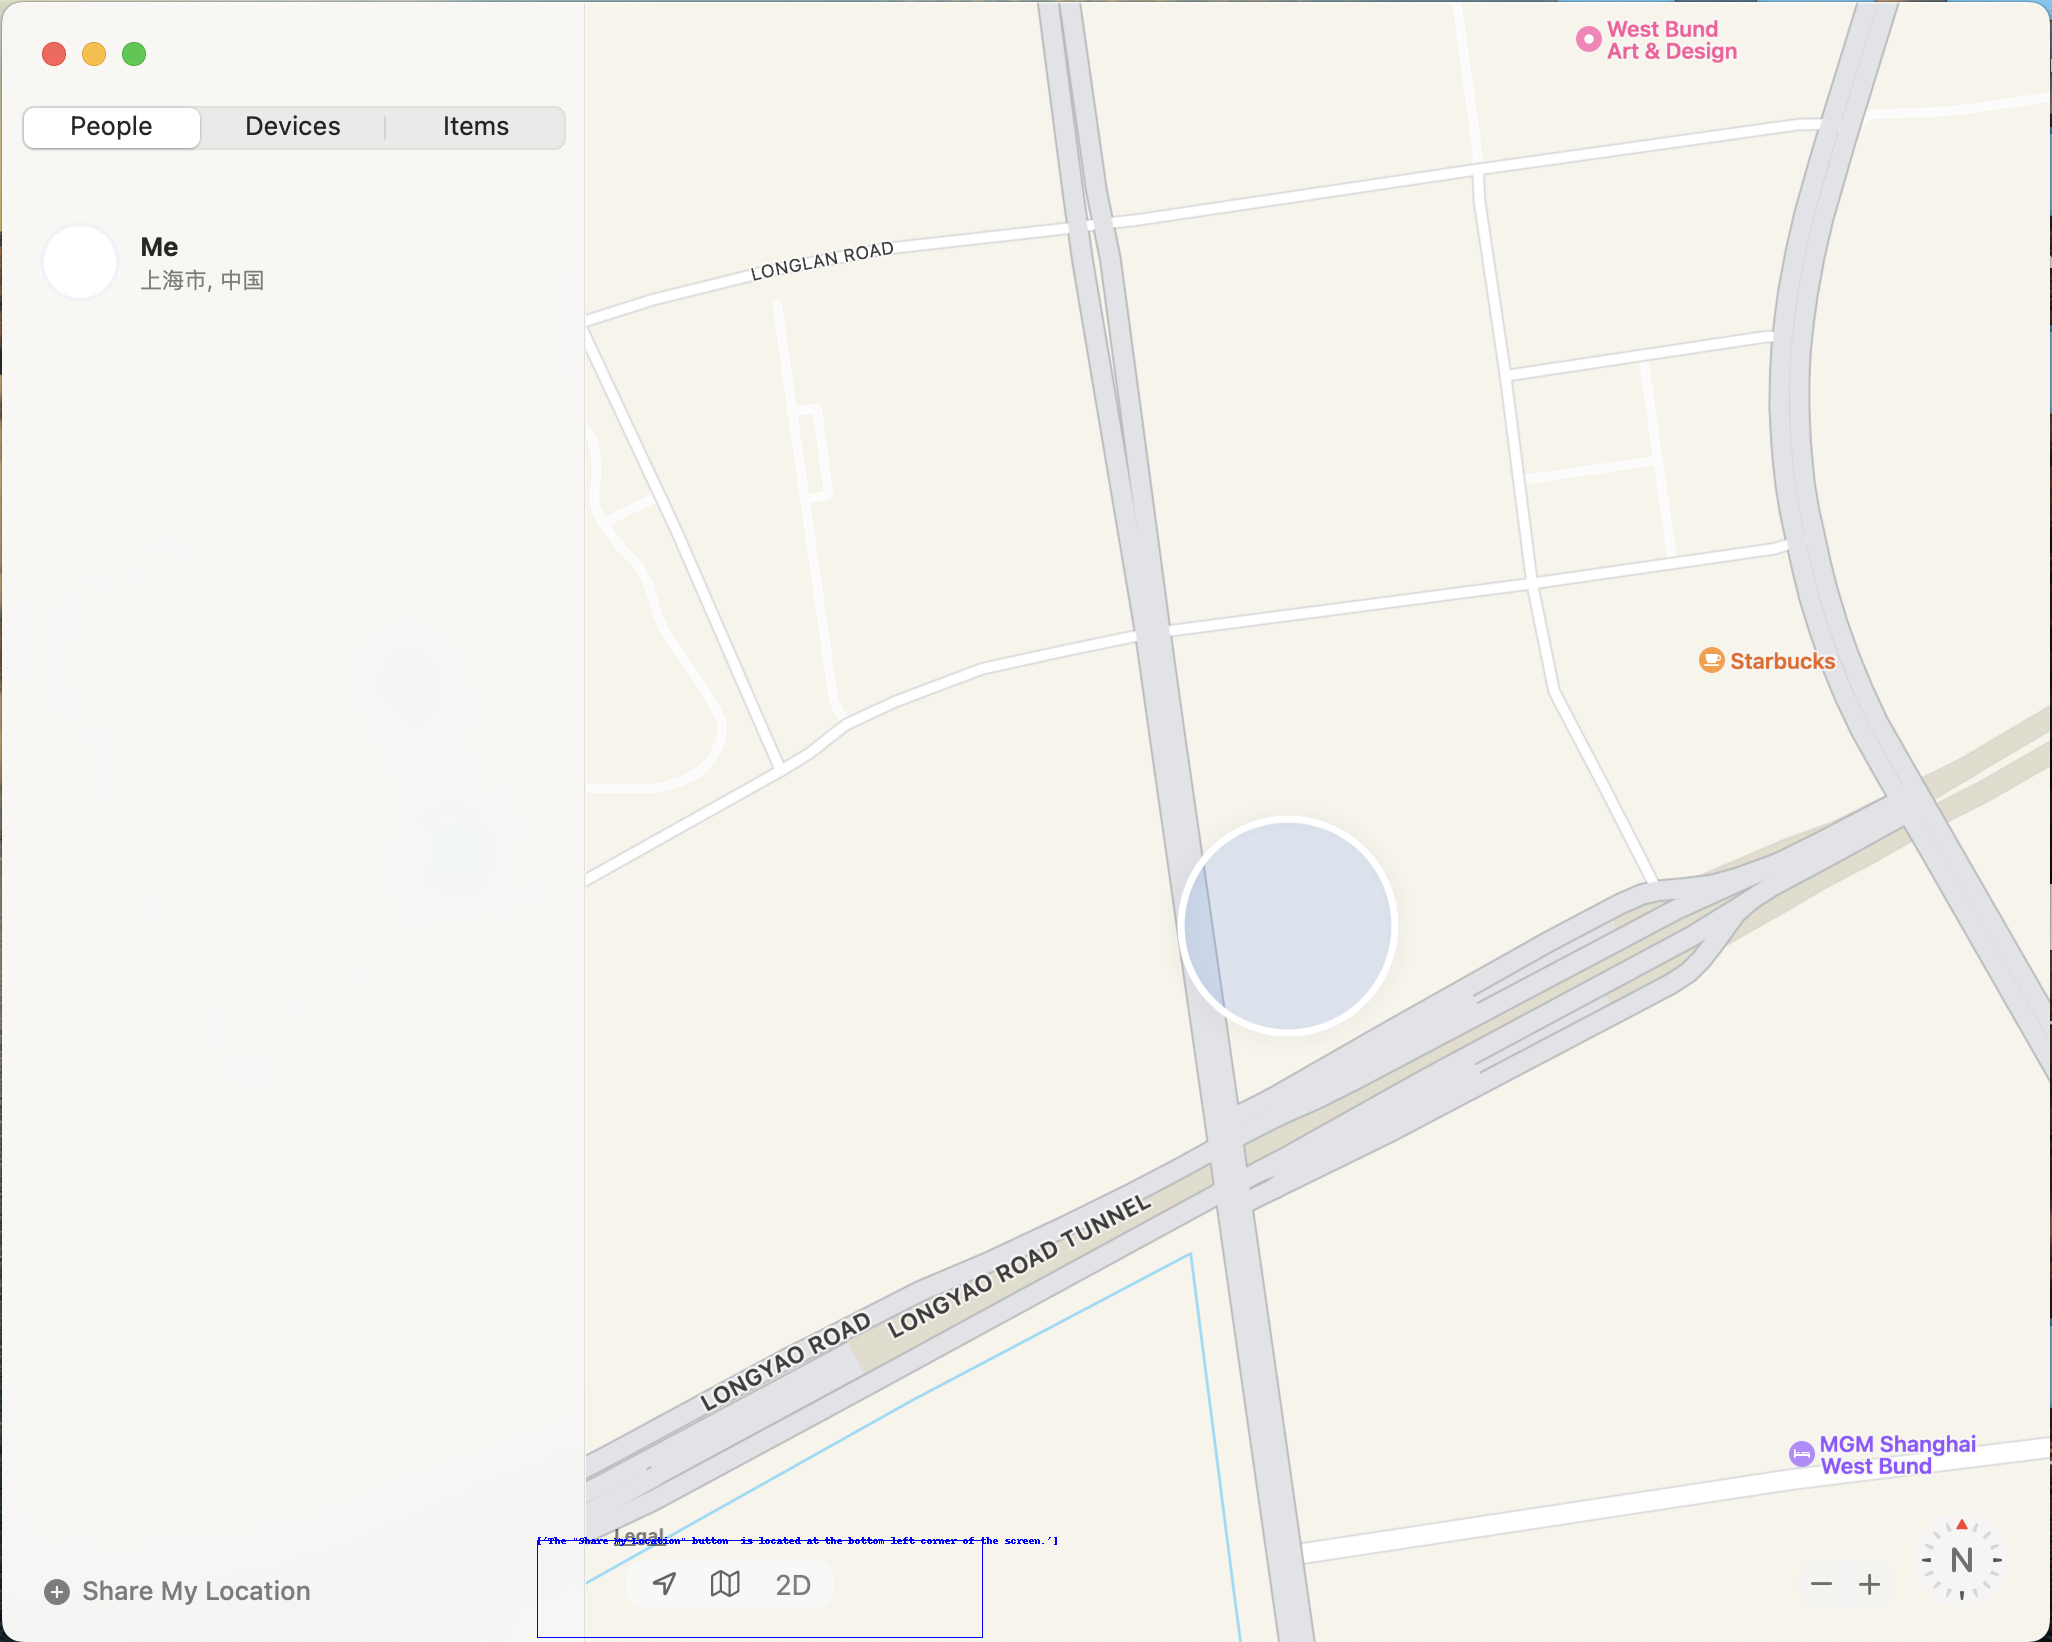 People
Devices
Items
Me
上海市, 中国
Share My Location
West Bund
Art & Design
LONGLAN ROAD
Starbucks
LONGYAO ROAD TUNNEL
LONGYAO ROAD
MGM Shanghai
West Bund
Legal
['The "Share My Location" button  is located at the bottom left corner of the screen.']
2D
N